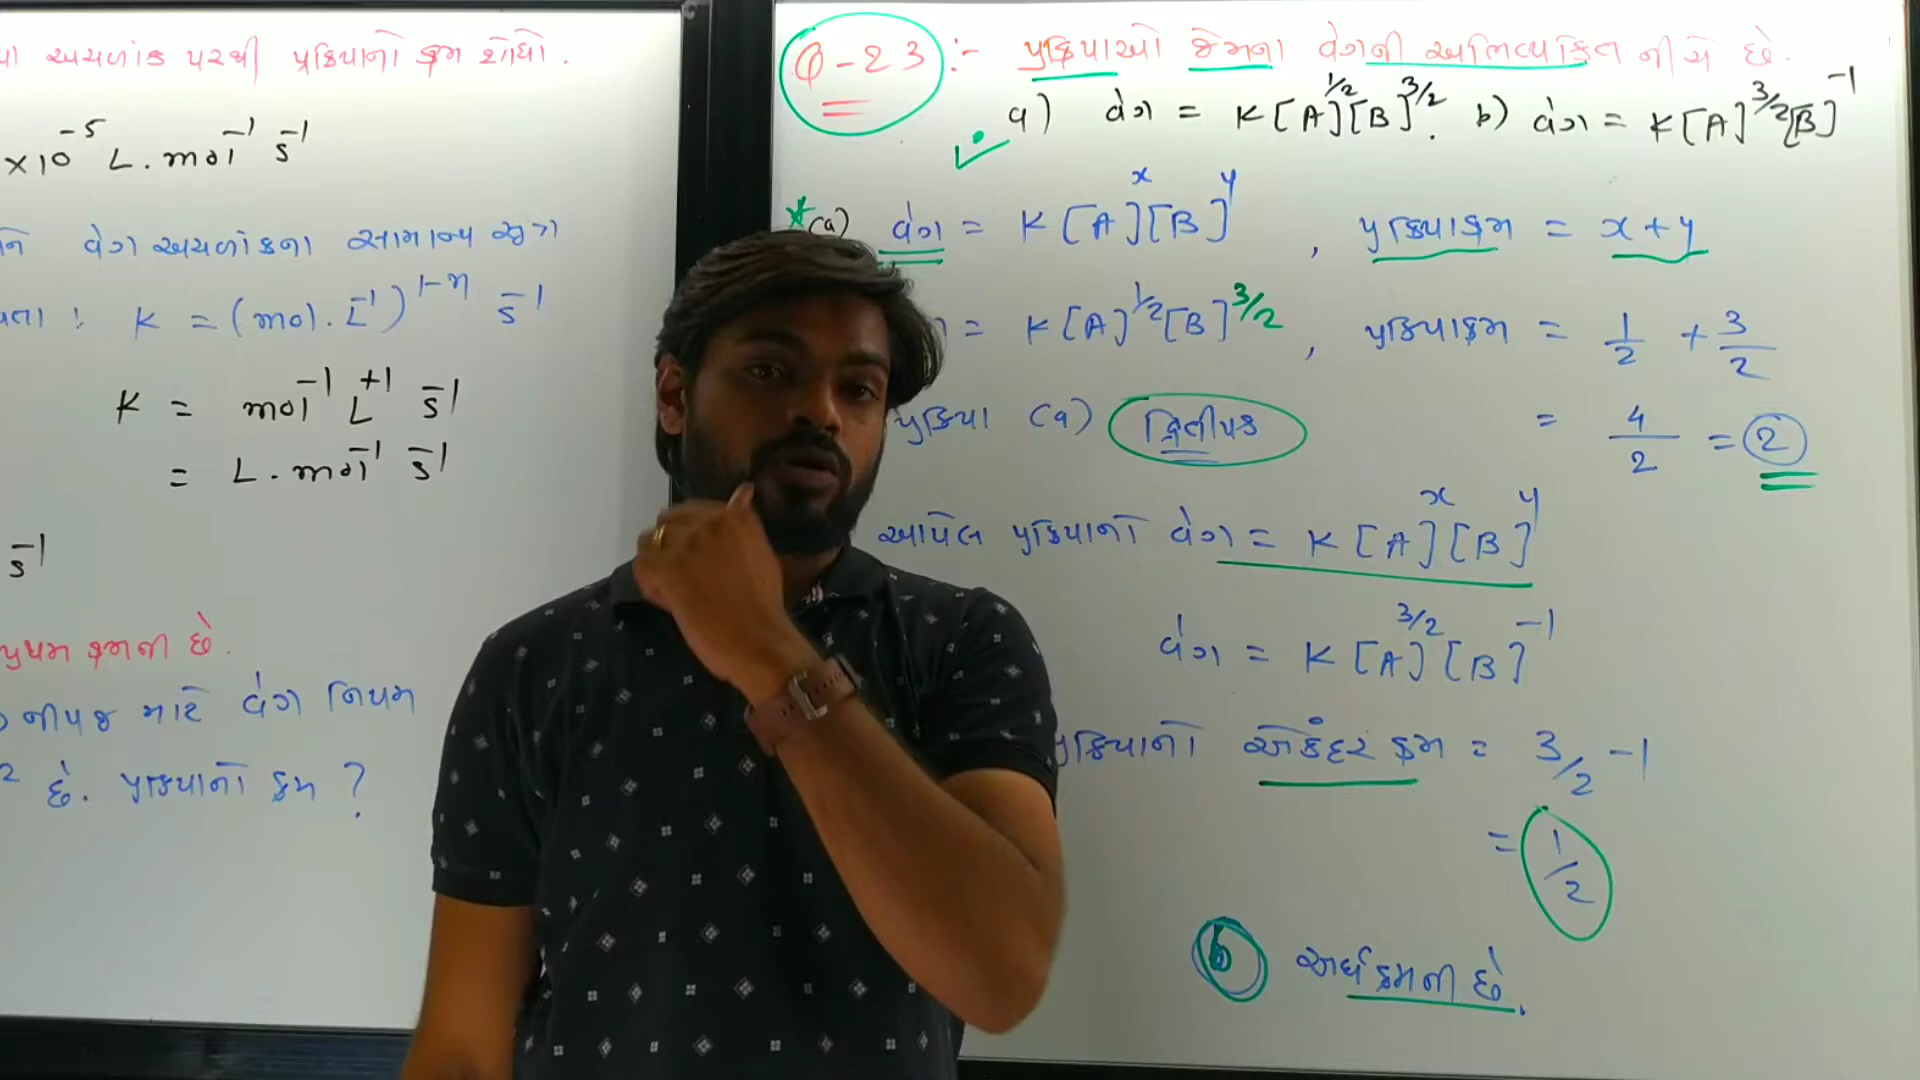 અચળાંક પરથી પ્રક્રિયાનો ક્રમ શોધો.
×10⁻⁵ L. mol⁻¹ s⁻¹
વેગ અચળાંકના સામાન્ય સૂત્ર
K = (mol. L⁻¹)¹⁻ⁿ s⁻¹
K = mol⁻¹ L⁺¹ s⁻¹
= L. mol⁻¹ s⁻¹
s⁻¹
પ્રથમ ક્રમની છે.
નીપજ માટે વેગ નિયમ
2 છે. પ્રક્રિયાનો ક્રમ ?
Q-23 :- પ્રક્રિયાઓ જેમના વેગની અભિવ્યક્તિ નીચે છે.
a) વેગ = K[A]^1/2[B]^3/2. b) વેગ = K[A]^3/2[B]⁻¹
*(a) વેગ = K[A]^x[B]^y , પ્રક્રિયાક્રમ = x+y
= K[A]^1/2[B]^3/2 , પ્રક્રિયાક્રમ = 1/2 + 3/2
પ્રક્રિયા (a) દ્વિતીયક = 4/2 = 2
આપેલ પ્રક્રિયાનો વેગ = K[A]^x[B]^y
વેગ = K[A]^3/2[B]⁻¹
પ્રક્રિયાનો એકંદર ક્રમ = 3/2 -1
= 1/2
b અર્ધક્રમની છે.